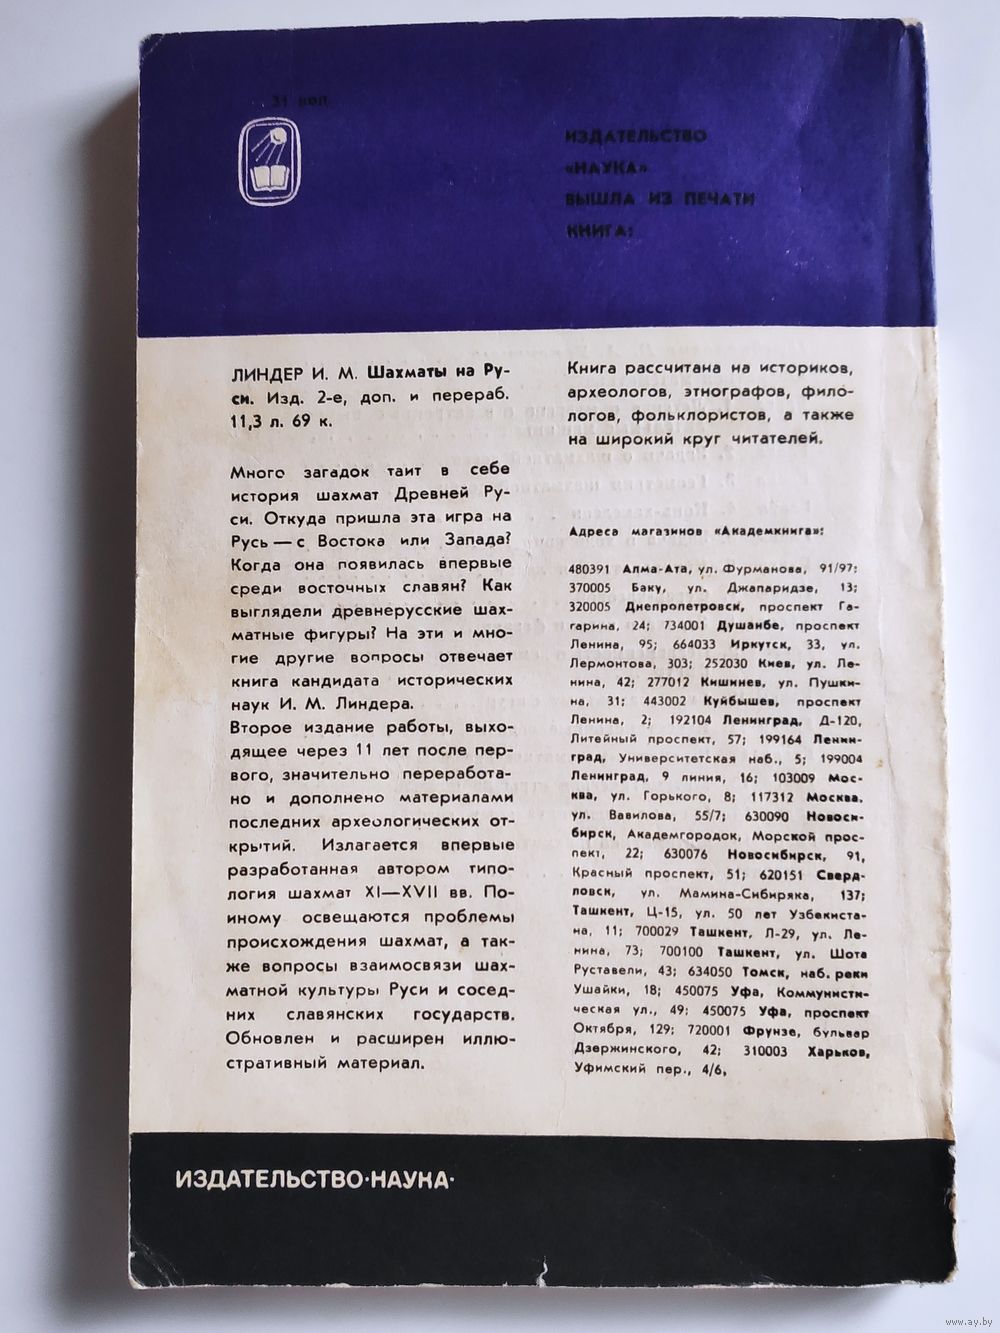 31 коп.
ИЗДАТЕЛЬСТВО
«НАУКА»
ВЫШЛА ИЗ ПЕЧАТИ
КНИГА:
ЛИНДЕР И. М. Шахматы на Ру-
си. Изд. 2-е, доп. и перераб.
11,3 л. 69 к.
Много загадок таит в себе
история шахмат Древней Ру-
си. Откуда пришла эта игра на
Русь — с Востока или Запада?
Когда она появилась впервые
среди восточных славян? Как
выглядели древнерусские шах-
матные фигуры? На эти и мно-
гие другие вопросы отвечает
книга кандидата исторических
наук И. М. Линдера.
Второе издание работы, выхо-
дящее через 11 лет после пер-
вого, значительно переработа-
но и дополнено материалами
последних археологических от-
крытий. Излагается впервые
разработанная автором типо-
логия шахмат XI—XVII вв. По-
иному освещаются проблемы
происхождения шахмат, а так-
же вопросы взаимосвязи шах-
матной культуры Руси и сосед-
них славянских государств.
Обновлен и расширен иллю-
стративный материал.
Книга рассчитана на историков,
археологов, этнографов, фило-
логов, фольклористов, а также
на широкий круг читателей.
Адреса магазинов «Академкнига»:
480391 Алма-Ата, ул. Фурманова, 91/97;
370005 Баку, ул. Джапаридзе, 13;
320005 Днепропетровск, проспект Га-
гарина, 24; 734001 Душанбе, проспект
Ленина, 95; 664033 Иркутск, 33, ул.
Лермонтова, 303; 252030 Киев, ул. Ле-
нина, 42; 277012 Кишинев, ул. Пушки-
на, 31; 443002 Куйбышев, проспект
Ленина, 2; 192104 Ленинград, Д-120,
Литейный проспект, 57; 199164 Ленин-
град, Университетская наб., 5; 199004
Ленинград, 9 линия, 16; 103009 Мос-
ква, ул. Горького, 8; 117312 Москва,
ул. Вавилова, 55/7; 630090 Новоси-
бирск, Академгородок, Морской прос-
пект, 22; 630076 Новосибирск, 91,
Красный проспект, 51; 620151 Сверд-
ловск, ул. Мамина-Сибиряка, 137;
Ташкент, Ц-15, ул. 50 лет Узбекиста-
на, 11; 700029 Ташкент, Л-29, ул. Ле-
нина, 73; 700100 Ташкент, ул. Шота
Руставели, 43; 634050 Томск, наб. реки
Ушайки, 18; 450075 Уфа, Коммунисти-
ческая ул., 49; 450075 Уфа, проспект
Октября, 129; 720001 Фрунзе, бульвар
Дзержинского, 42; 310003 Харьков,
Уфимский пер., 4/6,
ИЗДАТЕЛЬСТВО·НАУКА·
www.ay.by